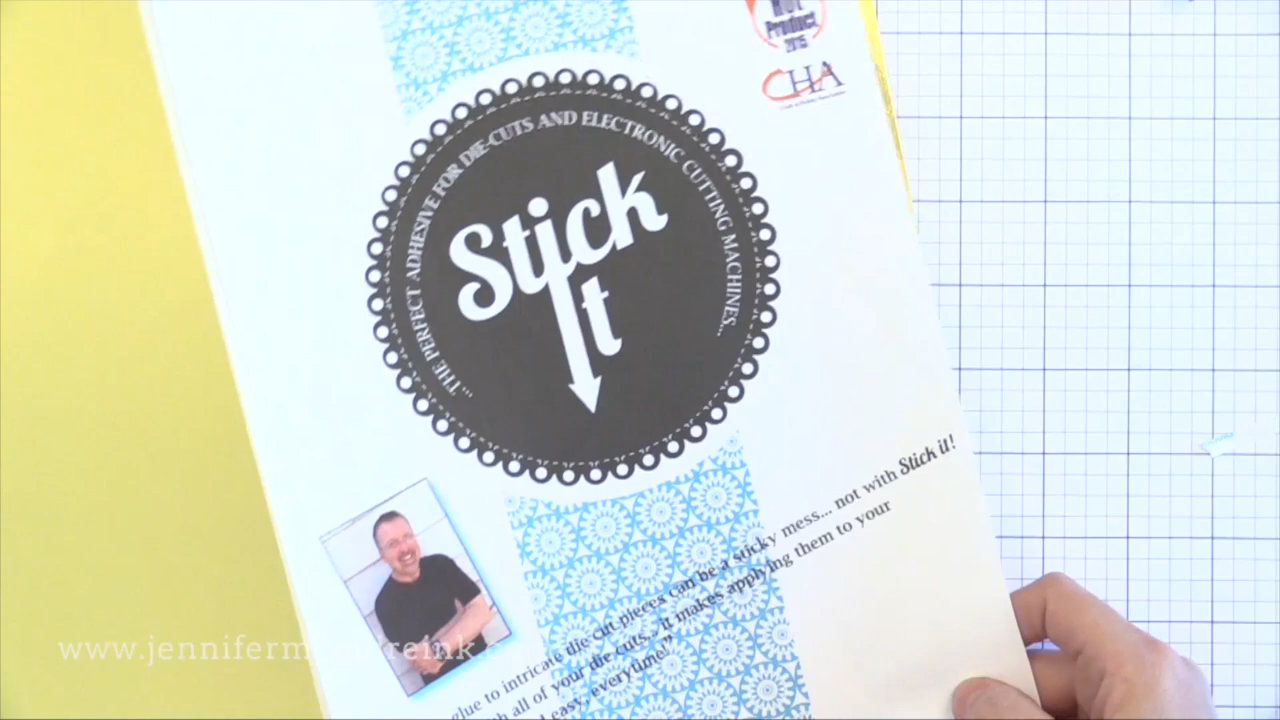 Hot
Product
2015
CHA
...THE PERFECT ADHESIVE FOR DIE-CUTS AND ELECTRONIC CUTTING MACHINES...
Stick
it
glue to intricate die cut pieces can be a sticky mess... not with Stick it!
all of your die cuts... it makes applying them to your
easy, everytime!"